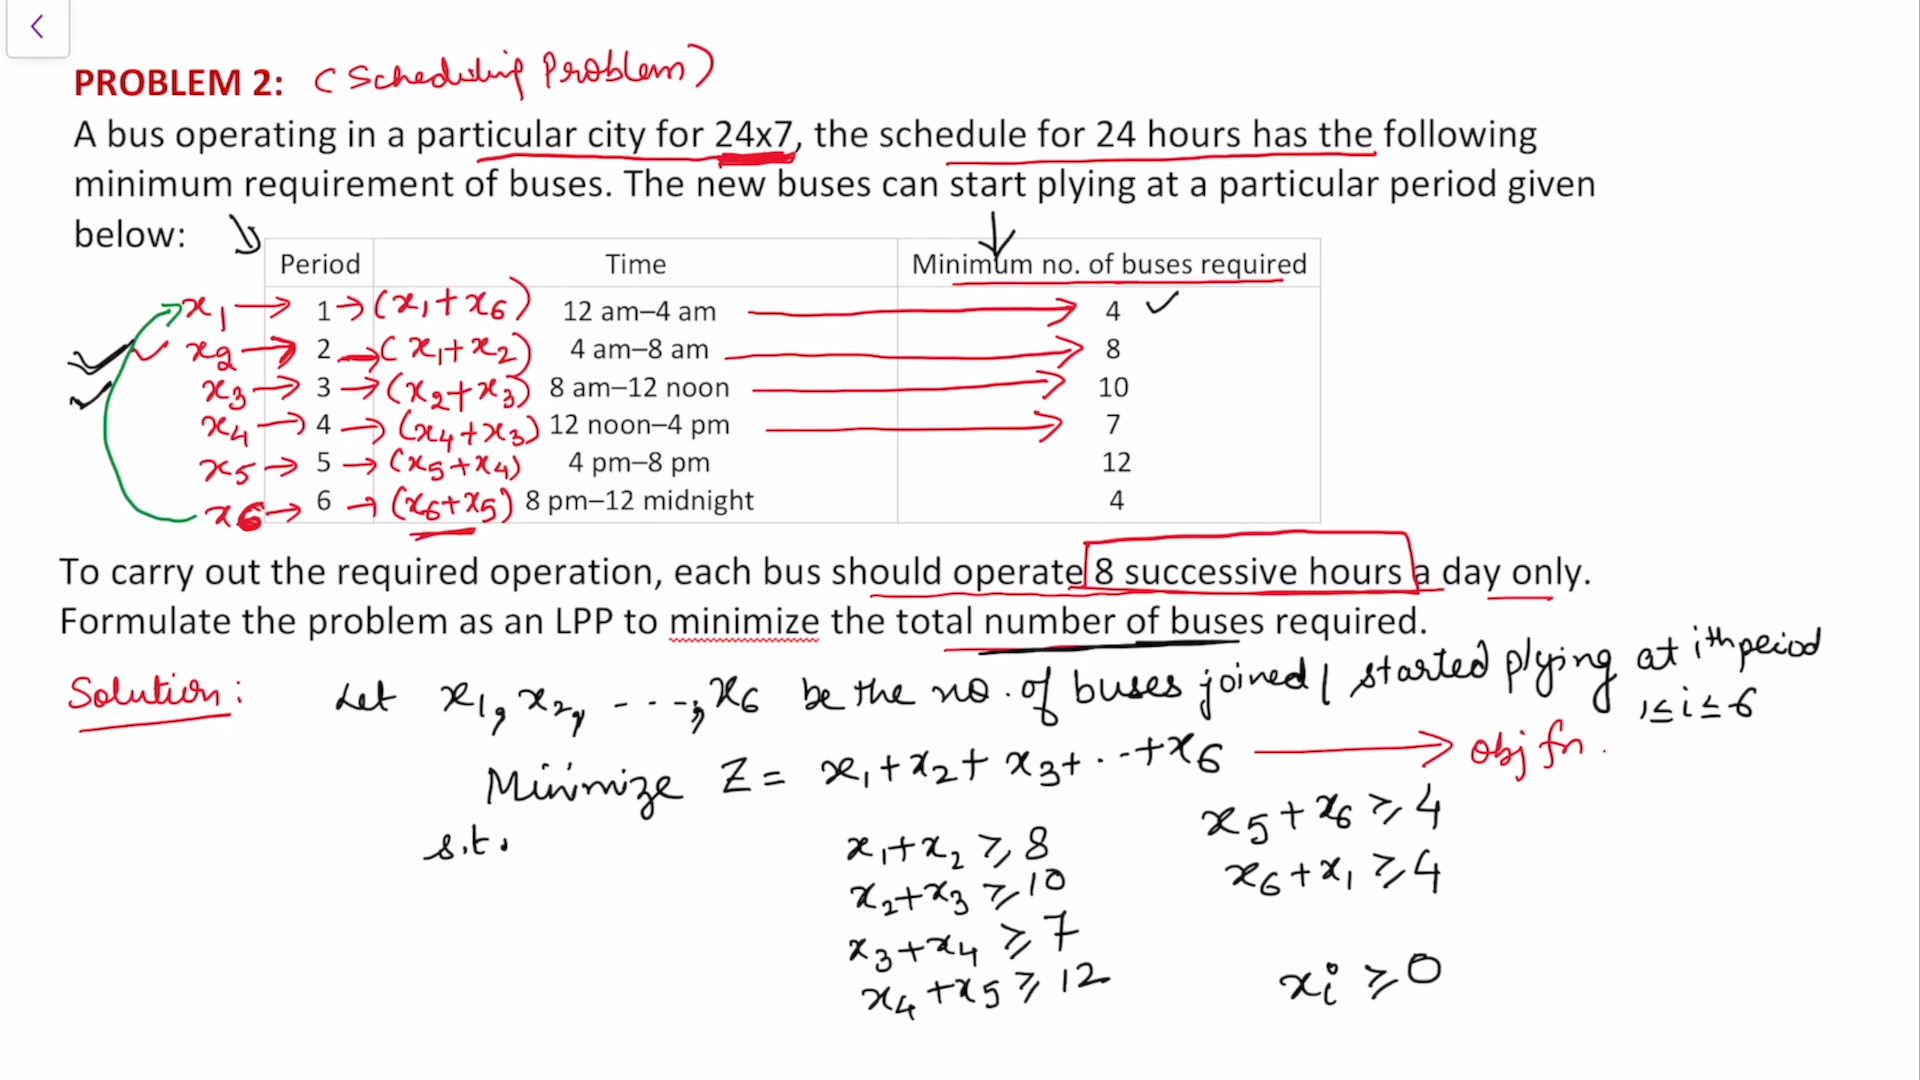 PROBLEM 2: (Scheduling Problem)
A bus operating in a particular city for 24x7, the schedule for 24 hours has the following
minimum requirement of buses. The new buses can start plying at a particular period given
below:
Period Time Minimum no. of buses required
x₁ → 1 → (x₁+x₆) 12 am–4 am → 4 ✓
✓ ✓ x₂ → 2 → (x₁+x₂) 4 am–8 am → 8
✓ x₃ → 3 → (x₂+x₃) 8 am–12 noon → 10
x₄ → 4 → (x₄+x₃) 12 noon–4 pm → 7
x₅ → 5 → (x₅+x₄) 4 pm–8 pm 12
x₆ → 6 → (x₆+x₅) 8 pm–12 midnight 4
To carry out the required operation, each bus should operate 8 successive hours a day only.
Formulate the problem as an LPP to minimize the total number of buses required.
Solution: Let x₁, x₂, ----, x₆ be the no. of buses joined/ started plying at ith period
1≤i≤6
Minimize Z = x₁+x₂+x₃+..-+x₆ → obj fn.
s.t.
x₁+x₂ ≥ 8
x₂+x₃ ≥ 10
x₃+x₄ ≥ 7
x₄+x₅ ≥ 12
x₅+x₆ ≥ 4
x₆+x₁ ≥ 4
xi ≥ 0